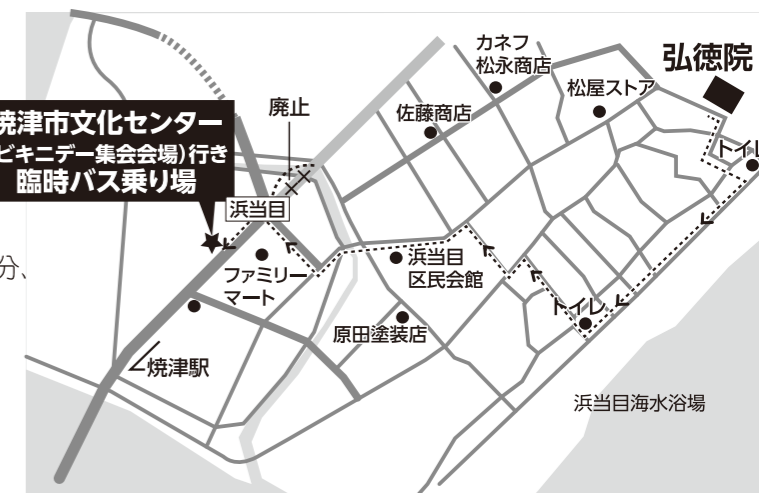 カネフ
松永商店
弘徳院
松屋ストア
佐藤商店
廃止
焼津市文化センター
ビキニデー集会会場)行き
臨時バス乗り場
トイレ
浜当目
分、
ファミリー
マート
浜当目
区民会館
原田塗装店
トイレ
焼津駅
浜当目海水浴場